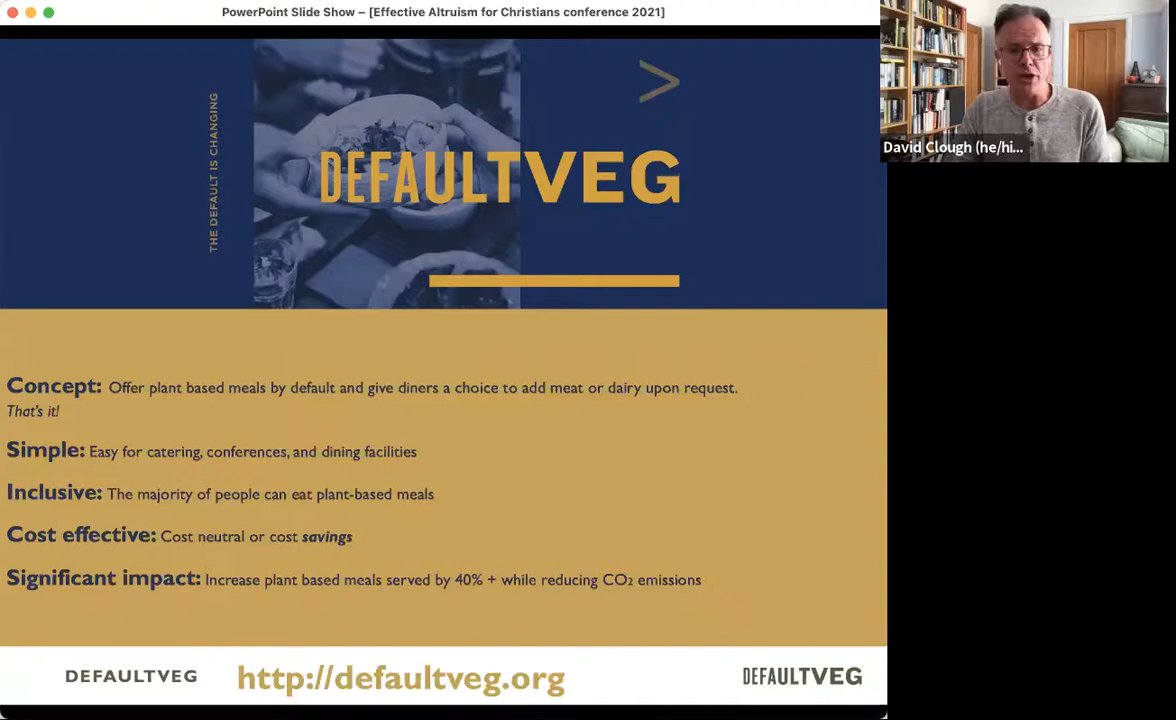 PowerPoint Slide Show – [Effective Altruism for Christians conference 2021]
THE DEFAULT IS CHANGING
>
DEFAULTVEG
David Clough (he/hi...
Concept: Offer plant based meals by default and give diners a choice to add meat or dairy upon request.
That's it!
Simple: Easy for catering, conferences, and dining facilities
Inclusive: The majority of people can eat plant-based meals
Cost effective: Cost neutral or cost savings
Significant impact: Increase plant based meals served by 40% + while reducing CO₂ emissions
DEFAULTVEG
http://defaultveg.org
DEFAULTVEG